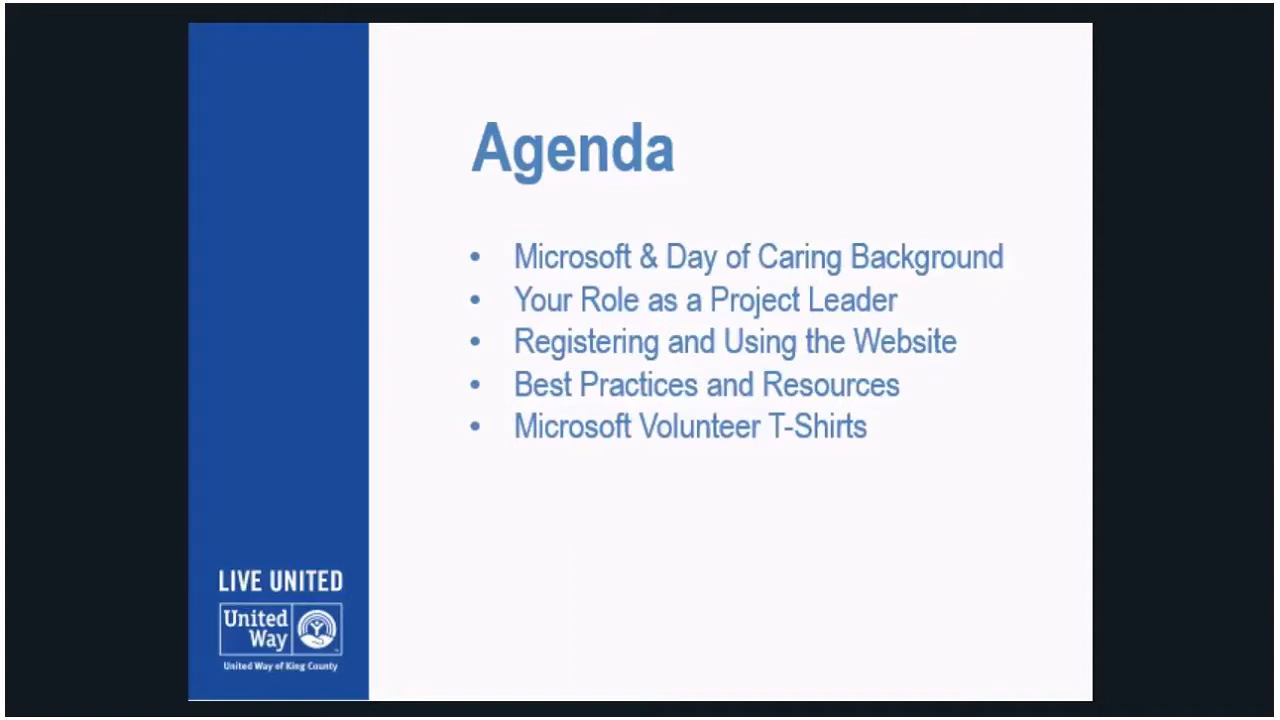 Agenda
• Microsoft & Day of Caring Background
• Your Role as a Project Leader
• Registering and Using the Website
• Best Practices and Resources
• Microsoft Volunteer T-Shirts
LIVE UNITED
United
Way
United Way of King County